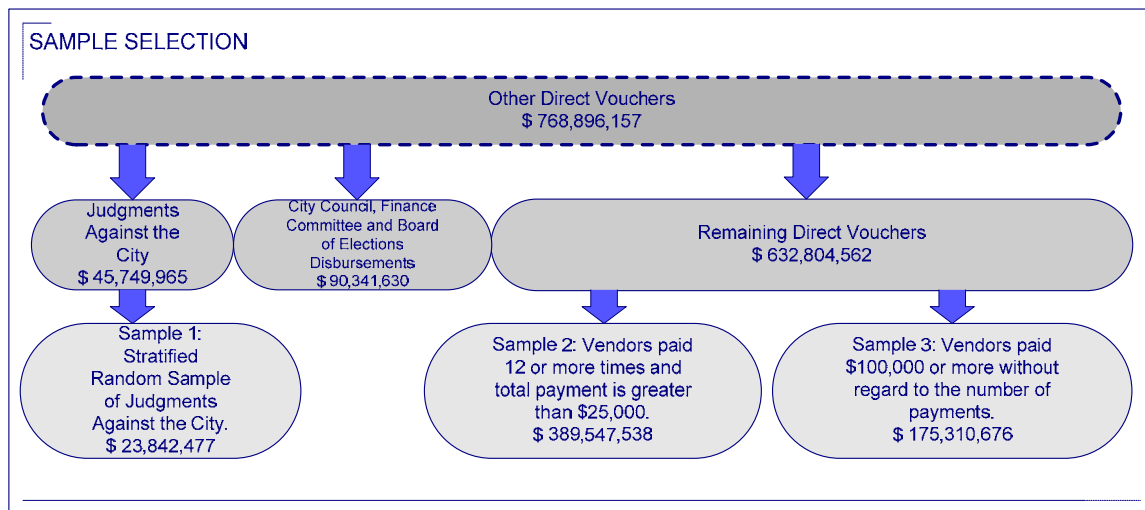 SAMPLE SELECTION
Other Direct Vouchers
$ 768,896,157
Judgments
Against the
City
$ 45,749,965
City Council, Finance
Committee and Board
of Elections
Disbursements
$ 90,341,630
Remaining Direct Vouchers
$ 632,804,562
Sample 1:
Stratified
Random Sample
of Judgments
Against the City.
$ 23,842,477
Sample 2: Vendors paid
12 or more times and
total payment is greater
than $25,000.
$ 389,547,538
Sample 3: Vendors paid
$100,000 or more without
regard to the number of
payments.
$ 175,310,676